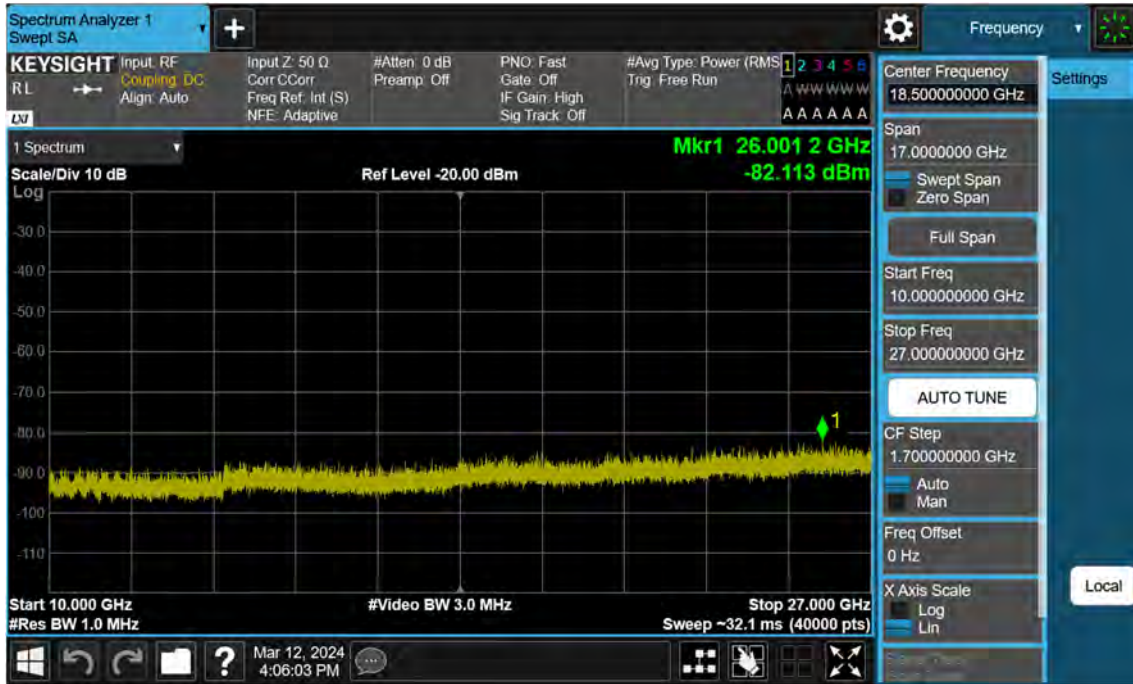 Spectrum Analyzer 1
Swept SA
+
Frequency
KEYSIGHT
RL
LXI
Input: RF
Coupling: DC
Align: Auto
Input Z: 50 Ω
Corr CCorr
Freq Ref: Int (S)
NFE: Adaptive
#Atten: 0 dB
Preamp: Off
PNO: Fast
Gate: Off
IF Gain: High
Sig Track: Off
#Avg Type: Power (RMS
Trig: Free Run
1 2 3 4 5 6
A W W W W W
A A A A A A
1 Spectrum
Scale/Div 10 dB
Ref Level -20.00 dBm
Mkr1 26.001 2 GHz
-82.113 dBm
Log
-30.0
-40.0
-50.0
-60.0
-70.0
-80.0
-90.0
-100
-110
1
Start 10.000 GHz
#Res BW 1.0 MHz
#Video BW 3.0 MHz
Stop 27.000 GHz
Sweep ~32.1 ms (40000 pts)
Center Frequency
18.500000000 GHz
Span
17.0000000 GHz
Swept Span
Zero Span
Full Span
Start Freq
10.000000000 GHz
Stop Freq
27.000000000 GHz
AUTO TUNE
CF Step
1.700000000 GHz
Auto
Man
Freq Offset
0 Hz
X Axis Scale
Log
Lin
Settings
Local
?
Mar 12, 2024
4:06:03 PM